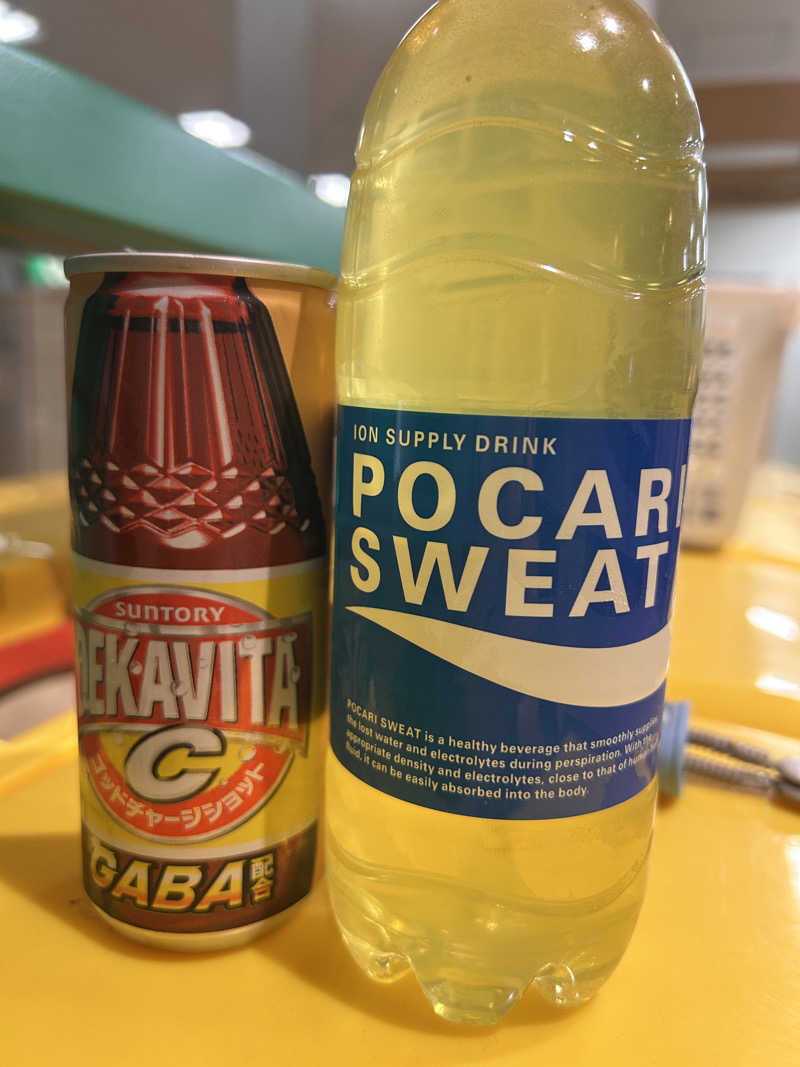 SUNTORY
DEKAVITA
C
ゴッドチャージショット
GABA配合
ION SUPPLY DRINK
POCARI
SWEAT
POCARI SWEAT is a healthy beverage that smoothly supplies
the lost water and electrolytes during perspiration. With the
appropriate density and electrolytes, close to that of human
fluid, it can be easily absorbed into the body.